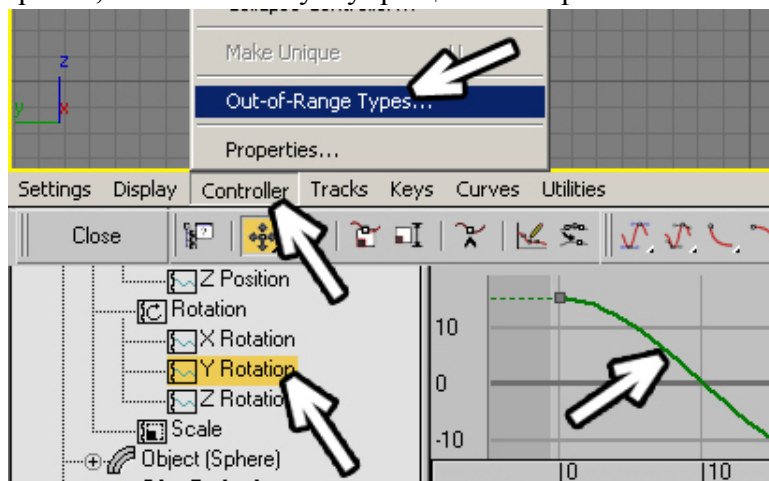 Make Unique
Out-of-Range Types...
Properties...
Settings Display Controller Tracks Keys Curves Utilities
Close
Z Position
Rotation
X Rotation
Y Rotation
Z Rotatio
Scale
Object (Sphere)
10
0
-10
0 10
z
y x